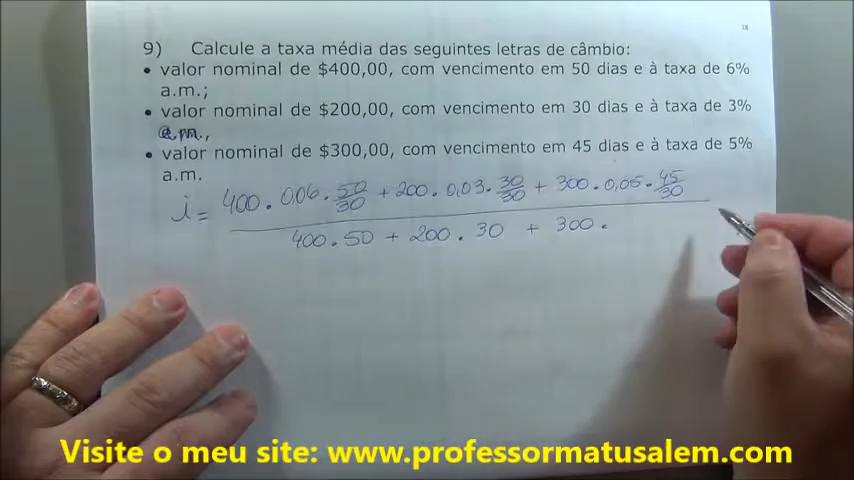 9) Calcule a taxa média das seguintes letras de câmbio:
• valor nominal de $400,00, com vencimento em 50 dias e à taxa de 6%
a.m.;
• valor nominal de $200,00, com vencimento em 30 dias e à taxa de 3%
a.m.,
• valor nominal de $300,00, com vencimento em 45 dias e à taxa de 5%
a.m.
i = 400 . 0,06 . 50/30 + 200 . 0,03 . 30/30 + 300 . 0,05 . 45/30
400 . 50 + 200 . 30 + 300 .
Visite o meu site: www.professormatusalem.com